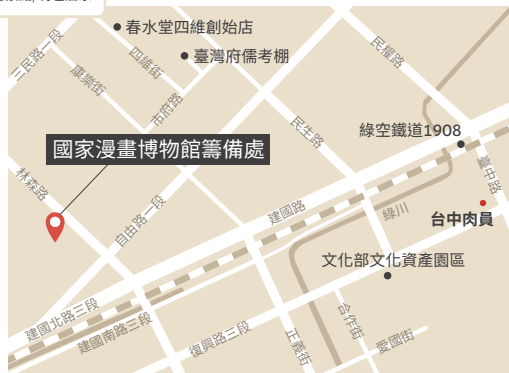 春水堂四維創始店
臺灣府儒考棚
三民路一段
四維街
康樂街
市府路
民權路
民生路
綠空鐵道1908
國家漫畫博物館籌備處
臺中路
林森路
自由路一段
建國路
綠川
台中肉員
文化部文化資產園區
建國北路三段
建國南路三段
復興路三段
正義街
合作街
愛國街